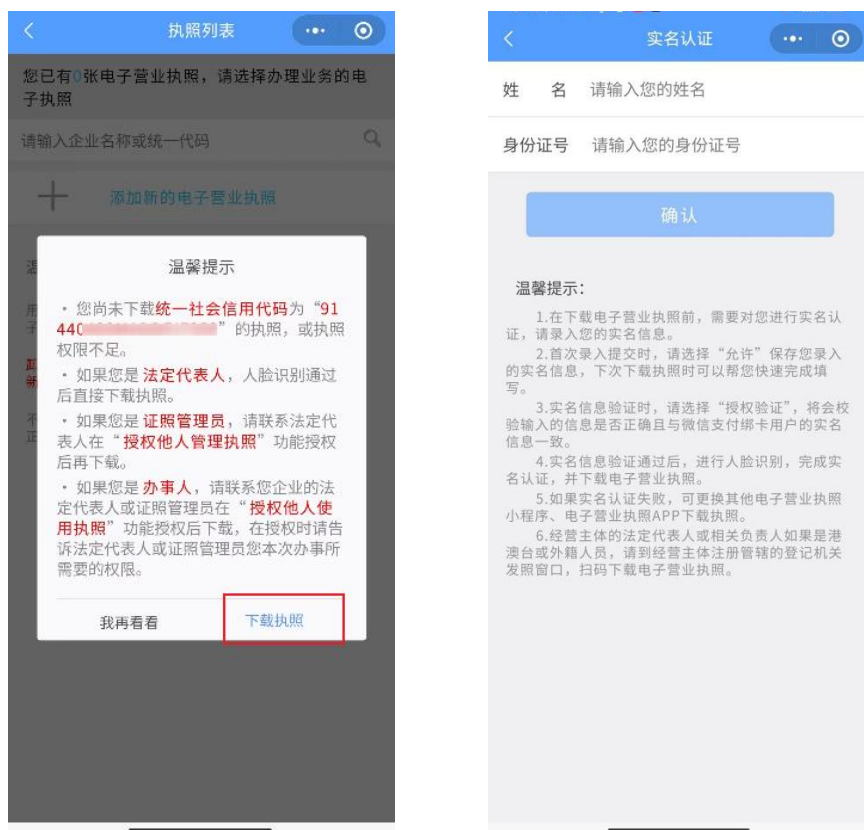 执照列表
您已有0张电子营业执照，请选择办理业务的电
子执照
请输入企业名称或统一代码
添加新的电子营业执照
温馨提示
· 您尚未下载统一社会信用代码为“91
440 ”的执照，或执照
权限不足。
· 如果您是法定代表人，人脸识别通过
后直接下载执照。
· 如果您是证照管理员，请联系法定代
表人在“授权他人管理执照”功能授权
后再下载。
· 如果您是办事人，请联系您企业的法
定代表人或证照管理员在“授权他人使
用执照”功能授权后下载，在授权时请告
诉法定代表人或证照管理员您本次办事所
需要的权限。
我再看看
下载执照
实名认证
姓 名 请输入您的姓名
身份证号 请输入您的身份证号
确认
温馨提示：
1.在下载电子营业执照前，需要对您进行实名认
证，请录入您的实名信息。
2.首次录入提交时，请选择“允许”保存您录入
的实名信息，下次下载执照时可以帮您快速完成填
写。
3.实名信息验证时，请选择“授权验证”，将会校
验输入的信息是否正确且与微信支付绑卡用户的实名
信息一致。
4.实名信息验证通过后，进行人脸识别，完成实
名认证，并下载电子营业执照。
5.如果实名认证失败，可更换其他电子营业执照
小程序、电子营业执照APP下载执照。
6.经营主体的法定代表人或相关负责人如果是港
澳台或外籍人员，请到经营主体注册管辖的登记机关
发照窗口，扫码下载电子营业执照。